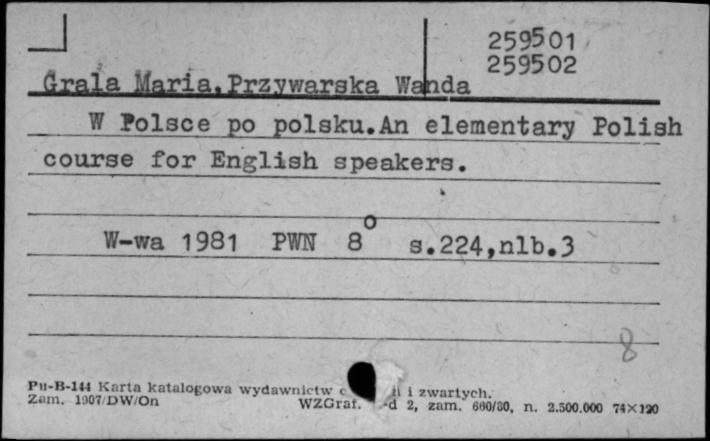 259501
259502
Grala Maria,Przywarska Wanda
W Polsce po polsku.An elementary Polish
course for English speakers.
W-wa 1981 PWN 8o s.224,nlb.3
8
Pu-B-144 Karta katalogowa wydawnictw i zwartych.
Zam. 1907/DW/On WZGraf. 2, zam. 660/80, n. 2.500.000 74×120